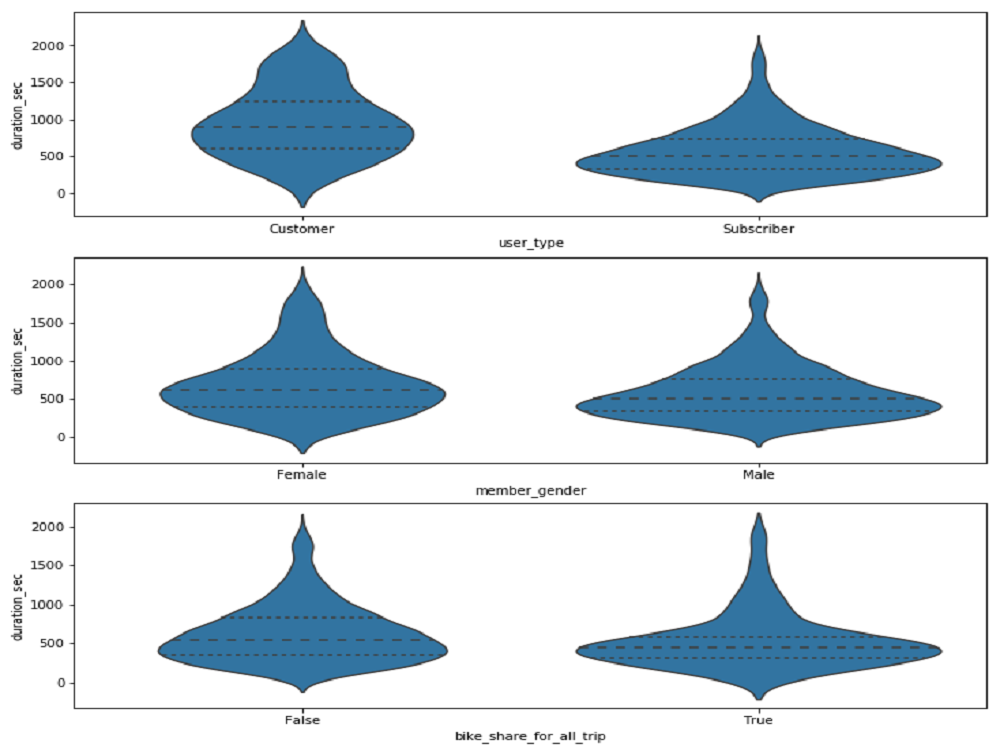 duration_sec
2000
1500
1000
500
0
Customer Subscriber
user_type
duration_sec
2000
1500
1000
500
0
Female Male
member_gender
duration_sec
2000
1500
1000
500
0
False True
bike_share_for_all_trip